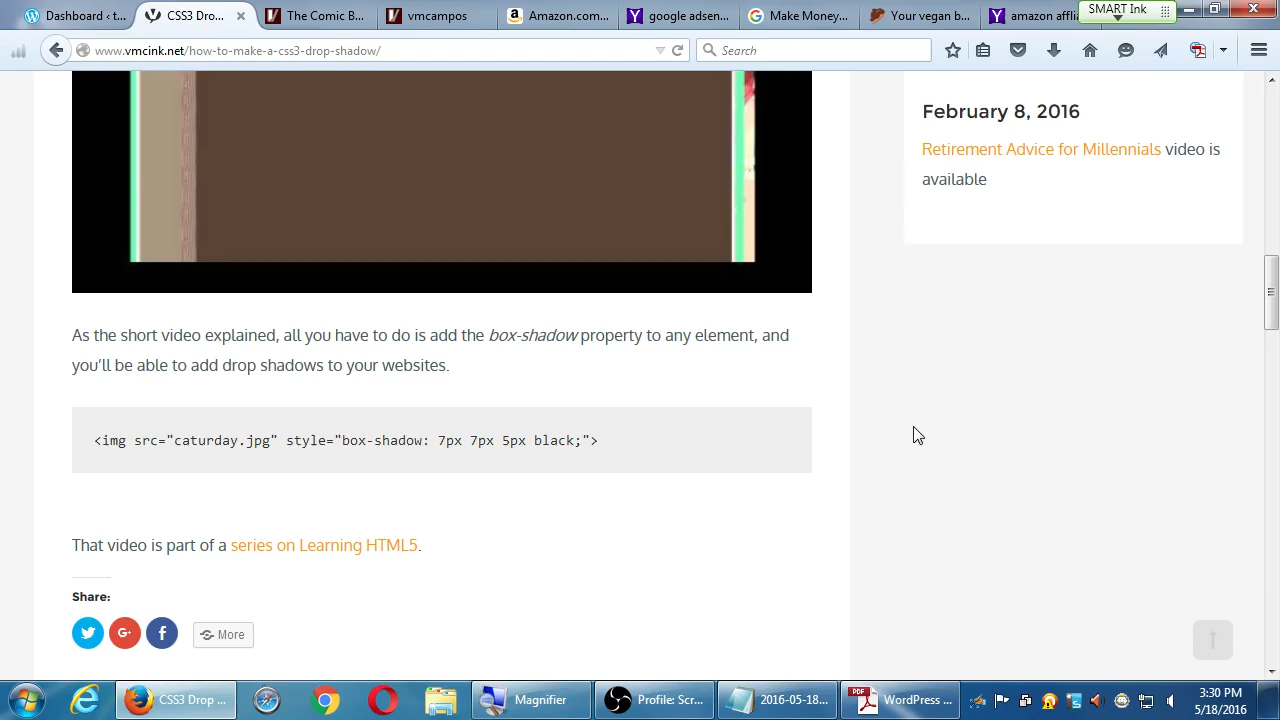 Dashboard ‹ t...
CSS3 Dro...
The Comic B...
vmcampos
Amazon.com...
google adsen...
Make Money...
Your vegan b...
amazon affli
SMART Ink
www.vmcink.net/how-to-make-a-css3-drop-shadow/
Search
February 8, 2016
Retirement Advice for Millennials video is
available
As the short video explained, all you have to do is add the box-shadow property to any element, and
you'll be able to add drop shadows to your websites.
<img src="caturday.jpg" style="box-shadow: 7px 7px 5px black;">
That video is part of a series on Learning HTML5.
Share:
More
CSS3 Drop ...
Magnifier
Profile: Scr...
2016-05-18...
WordPress ...
3:30 PM
5/18/2016